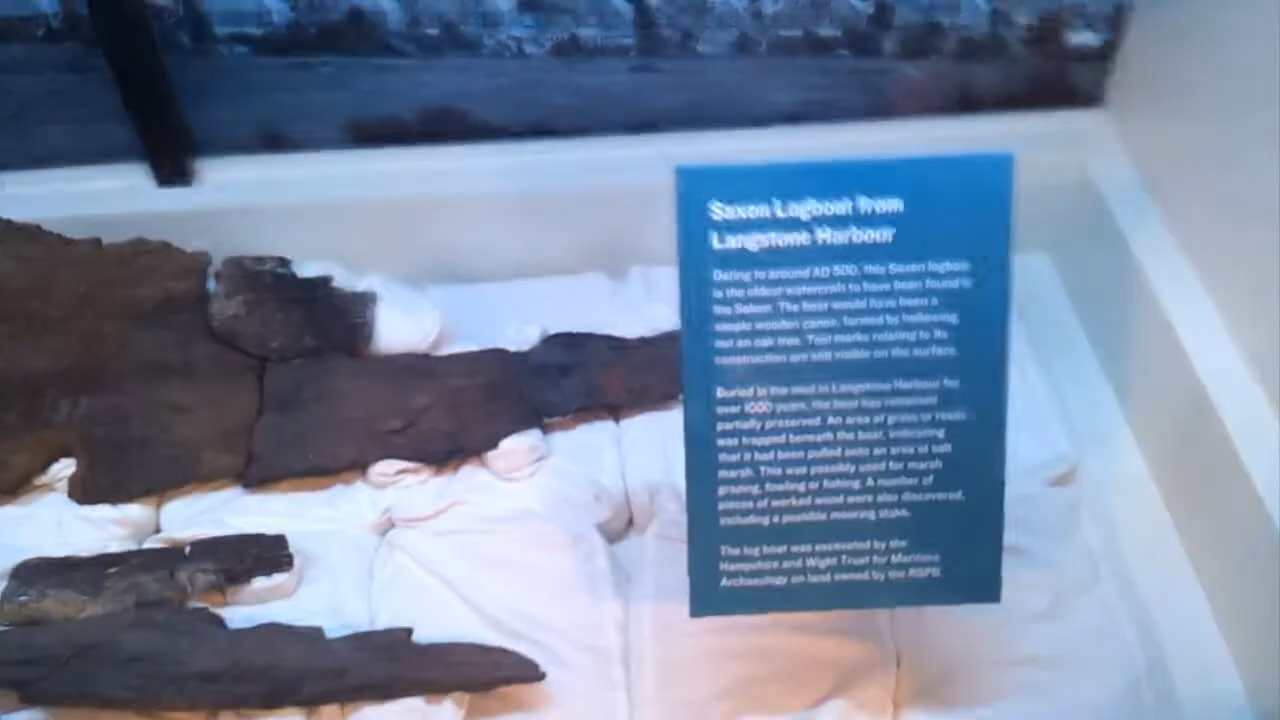 Saxon Logboat from
Langstone Harbour
Dating to around AD 500, this Saxon logboat
is the oldest watercraft to have been found in
the Solent. The boat would have been a
simple wooden canoe, formed by hollowing
out an oak tree. Tool marks relating to its
construction are still visible on the surface.
Buried in the mud in Langstone Harbour for
over 1000 years, the boat has remained
partially preserved. An area of grass or reeds
was trapped beneath the boat, indicating
that it had been pulled onto an area of salt
marsh. This was possibly used for marsh
grazing, fowling or fishing. A number of
pieces of worked wood were also discovered,
including a possible mooring stake.
The log boat was excavated by the
Hampshire and Wight Trust for Maritime
Archaeology on land owned by the RSPB.